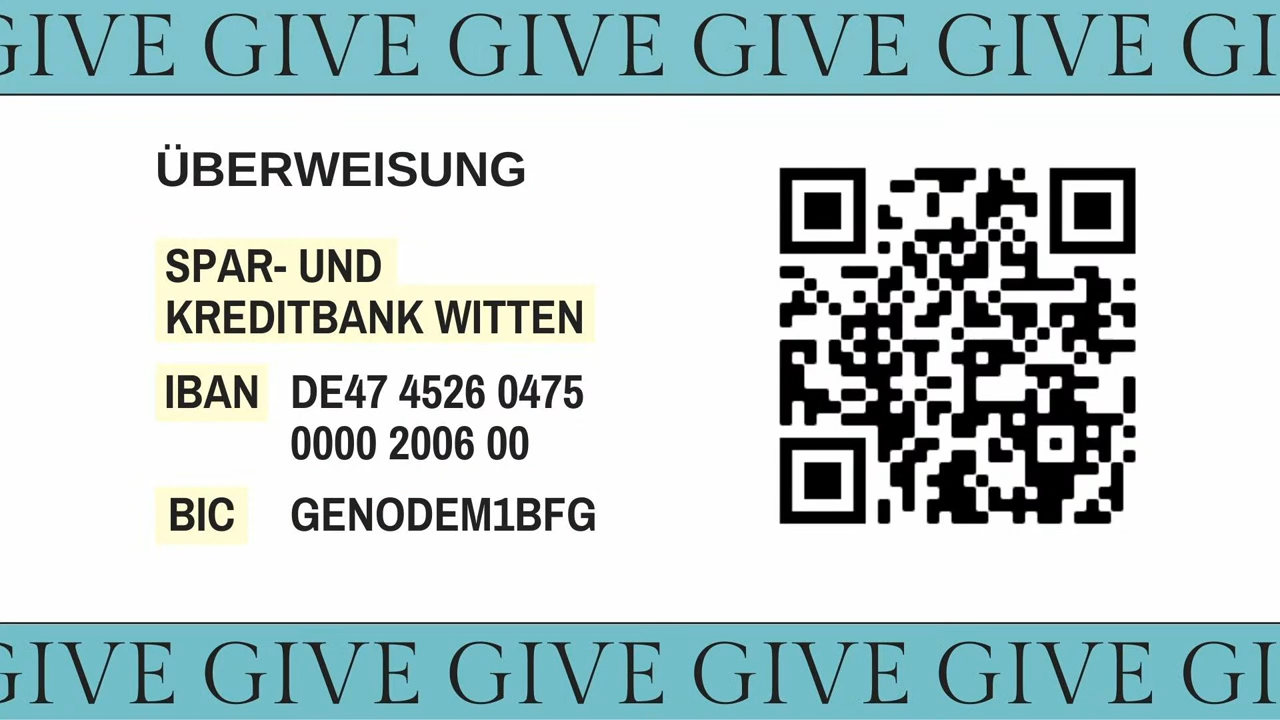 GIVE GIVE GIVE GIVE GIVE GI
ÜBERWEISUNG
SPAR- UND
KREDITBANK WITTEN
IBAN DE47 4526 0475
0000 2006 00
BIC GENODEM1BFG
GIVE GIVE GIVE GIVE GIVE GI